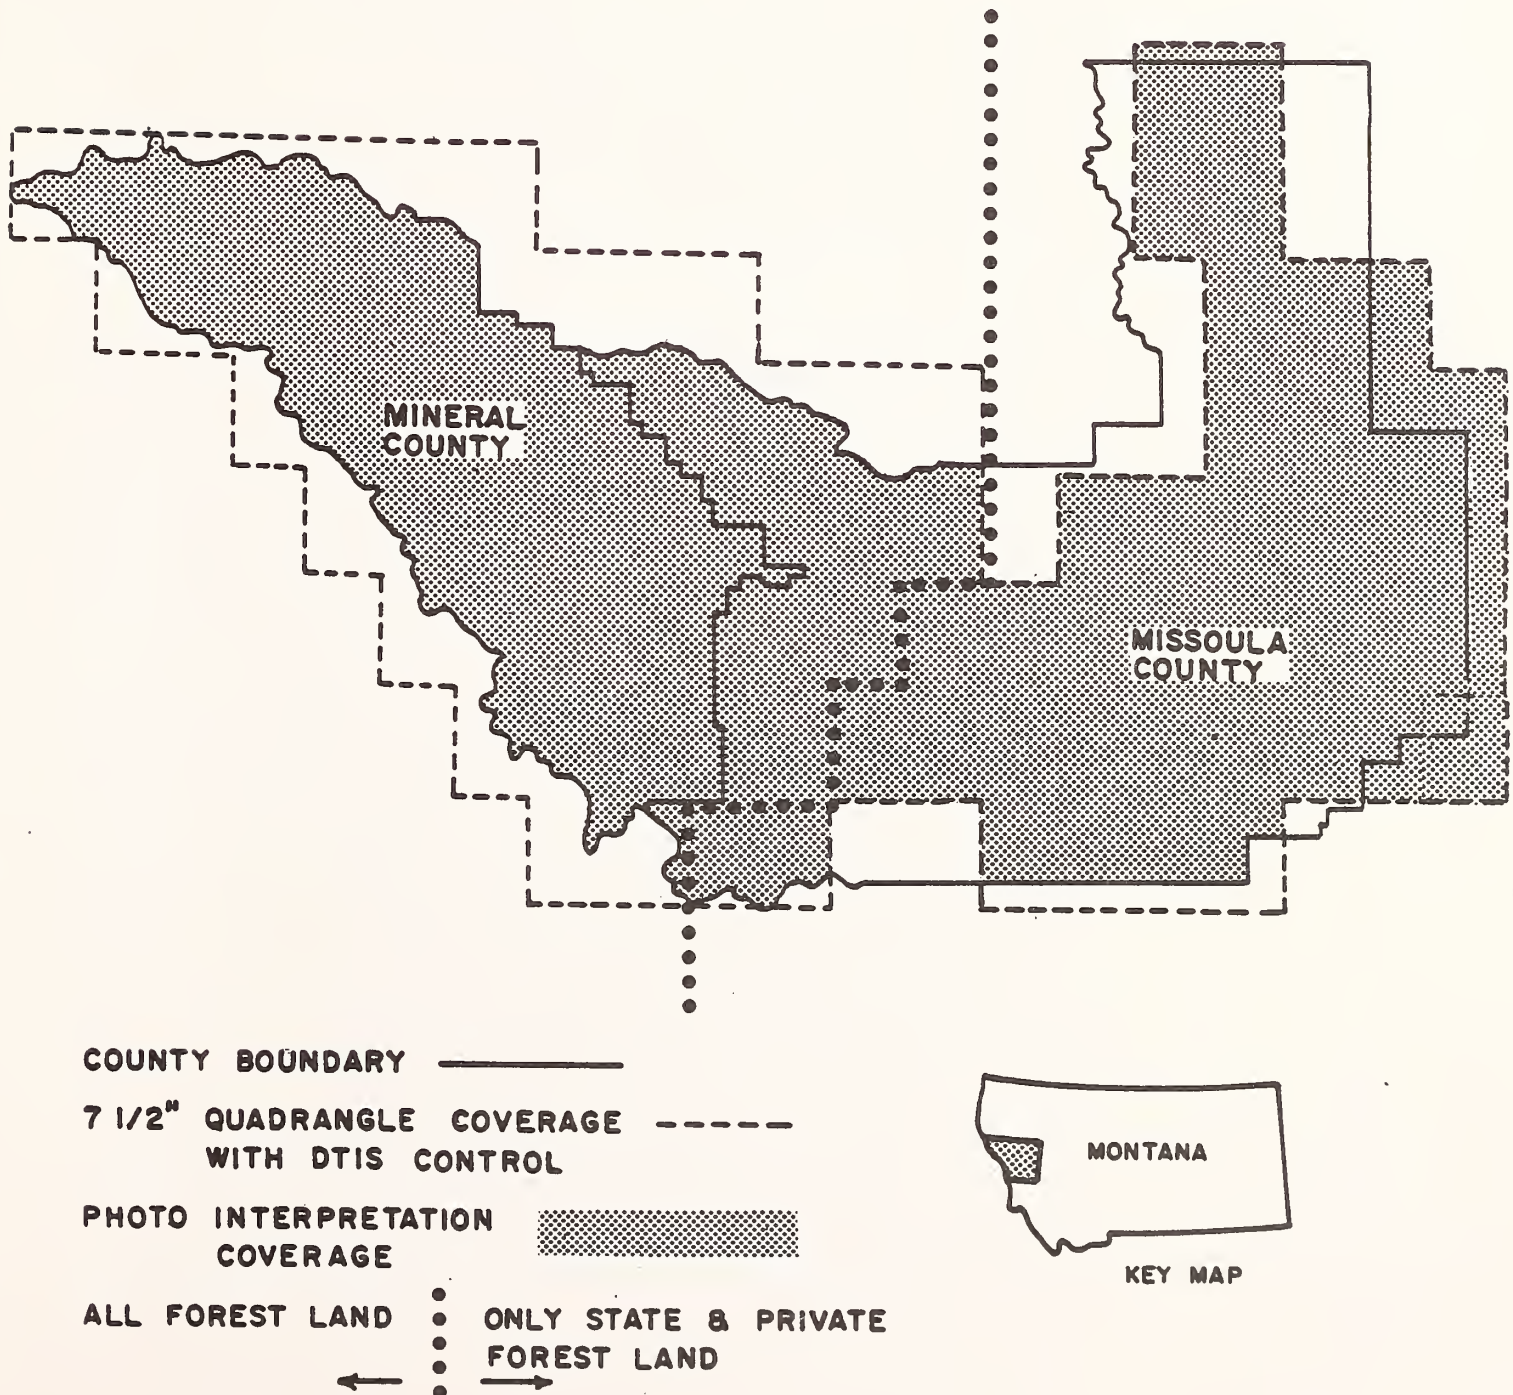 MINERAL
COUNTY
MISSOULA
COUNTY
COUNTY BOUNDARY
7 1/2" QUADRANGLE COVERAGE
WITH DTIS CONTROL
PHOTO INTERPRETATION
COVERAGE
ALL FOREST LAND
ONLY STATE & PRIVATE
FOREST LAND
MONTANA
KEY MAP